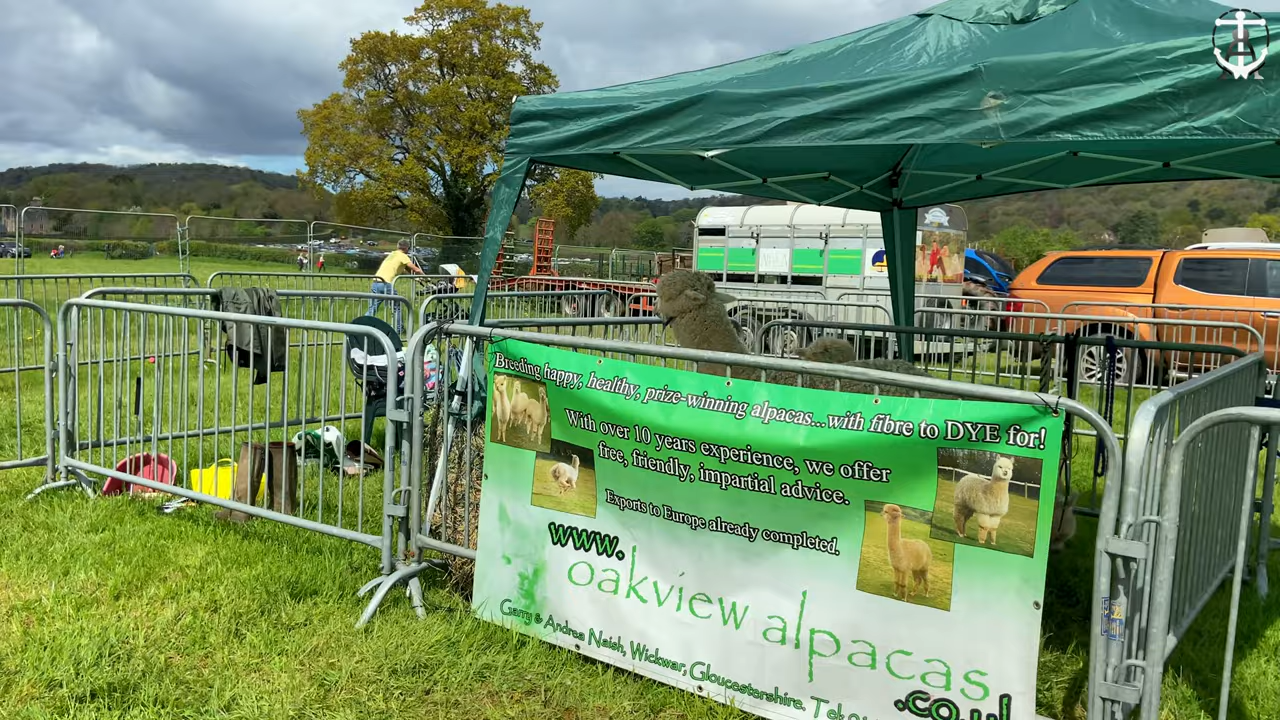 Breeding happy, healthy, prize-winning alpacas...with fibre to DYE for!
With over 10 years experience, we offer
free, friendly, impartial advice.
Exports to Europe already completed.
www.
oakview alpacas
.co.u
Garry & Andrea Naish, Wickwar, Gloucestershire. Tel